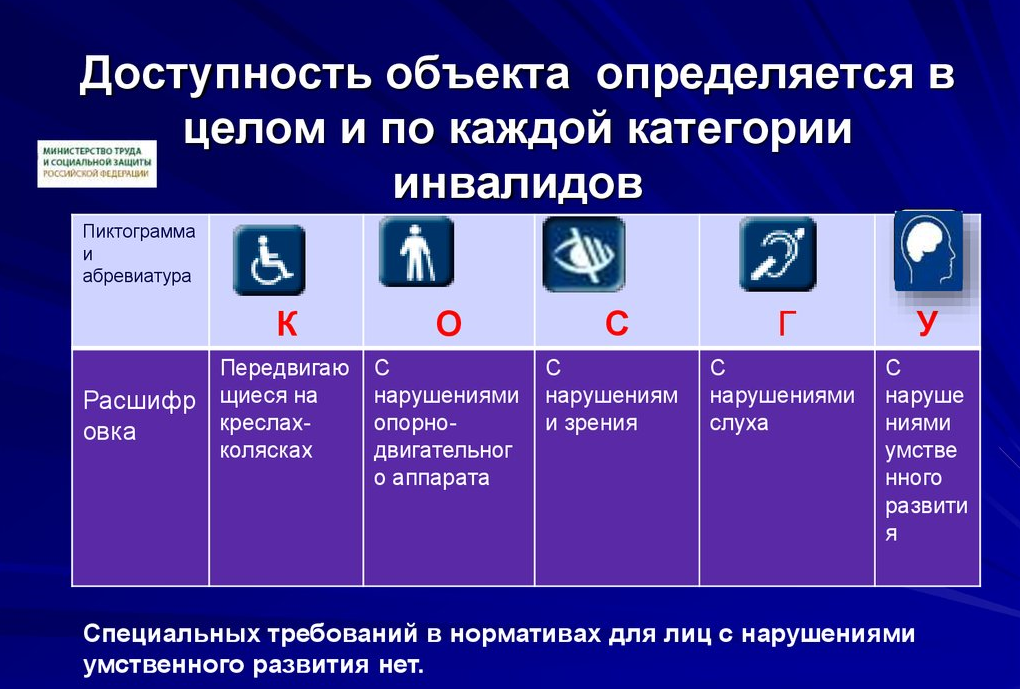 Доступность объекта определяется в
целом и по каждой категории
инвалидов
МИНИСТЕРСТВО ТРУДА
И СОЦИАЛЬНОЙ ЗАЩИТЫ
РОССИЙСКОЙ ФЕДЕРАЦИИ
Пиктограмма
и
абревиатура
К
О
С
Г
У
Расшифр
овка
Передвигаю
щиеся на
креслах-
колясках
С
нарушениями
опорно-
двигательног
о аппарата
С
нарушениям
и зрения
С
нарушениями
слуха
С
наруше
ниями
умстве
нного
развити
я
Специальных требований в нормативах для лиц с нарушениями
умственного развития нет.